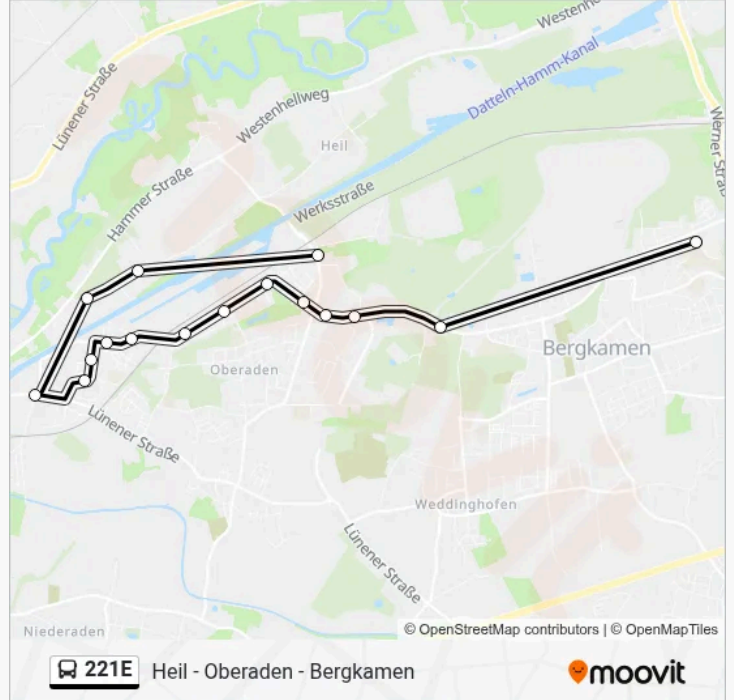 Westenhe
Lünener Straße
Datteln-Hamm-Kanal
Westenhellweg
Werner Straß
Heil
Hammer Straße
Werksstraße
Bergkamen
Oberaden
Lünener Straße
Weddinghofen
Lünener Straße
Niederaden
© OpenStreetMap contributors | © OpenMapTiles
221E Heil - Oberaden - Bergkamen
moovit